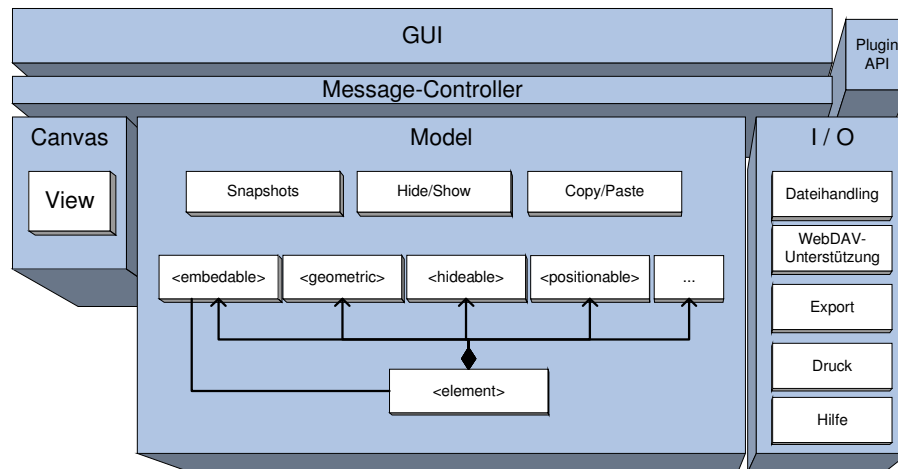 GUI
Plugin
API
Message-Controller
Canvas
Model
I / O
View
Snapshots
Hide/Show
Copy/Paste
Dateihandling
WebDAV-
Unterstützung
<embedable>
<geometric>
<hideable>
<positionable>
...
Export
Druck
<element>
Hilfe